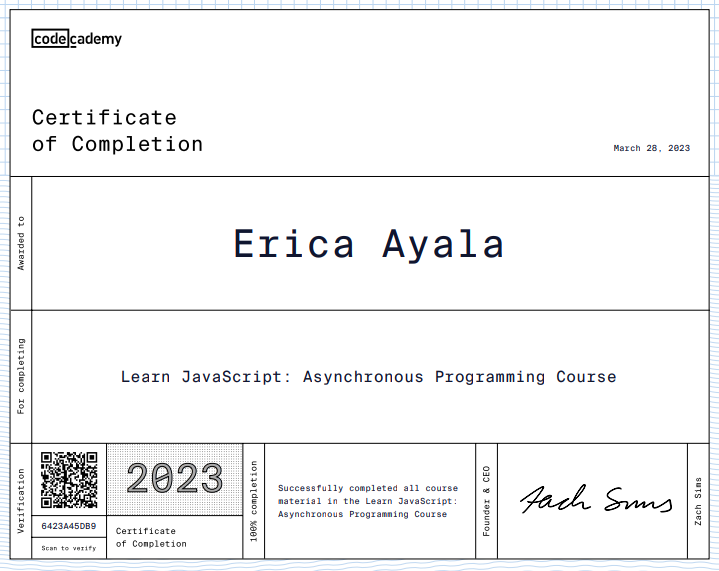 codecademy
Certificate
of Completion
March 28, 2023
Awarded to
Erica Ayala
For completing
Learn JavaScript: Asynchronous Programming Course
Verification
6423A45DB9
Scan to verify
2023
Certificate
of Completion
100% completion
Successfully completed all course
material in the Learn JavaScript:
Asynchronous Programming Course
Founder & CEO
Zach Sims
Zach Sims